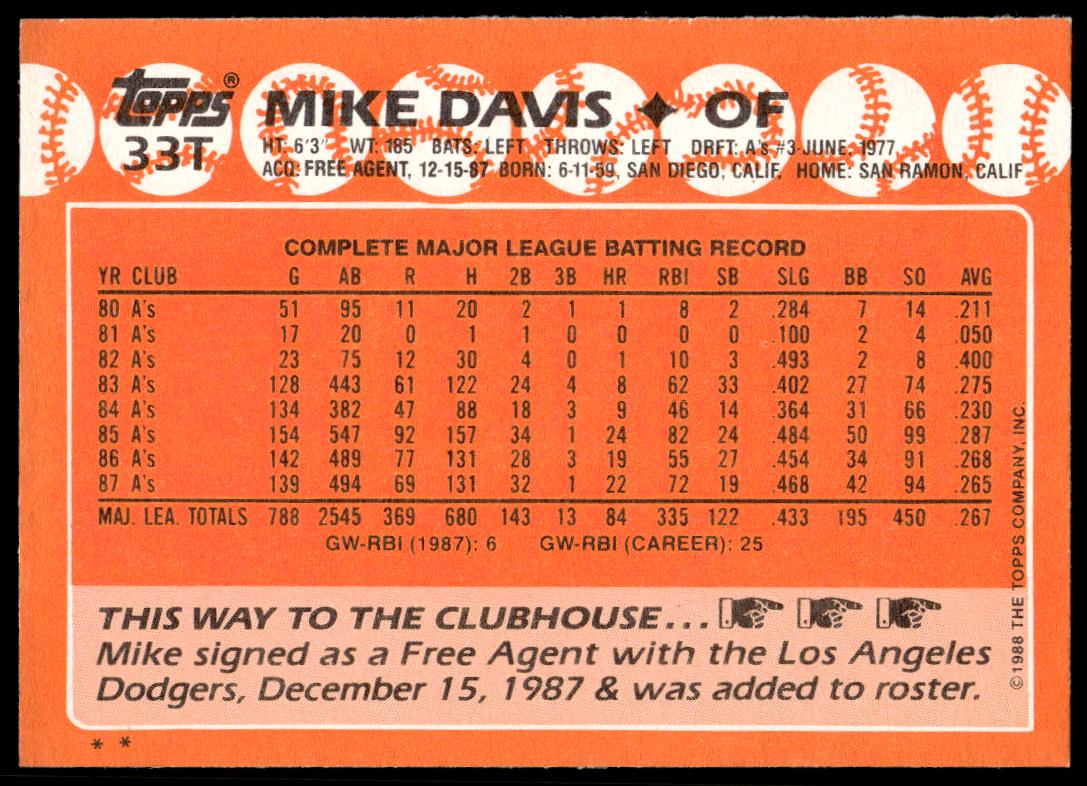 Topps®
33T
MIKE DAVIS ✦ OF
HT: 6'3" WT: 185 BATS: LEFT THROWS: LEFT DRFT: A's #3-JUNE, 1977
ACQ: FREE AGENT, 12-15-87 BORN: 6-11-59, SAN DIEGO, CALIF. HOME: SAN RAMON, CALIF
COMPLETE MAJOR LEAGUE BATTING RECORD
YR CLUB G AB R H 2B 3B HR RBI SB SLG BB SO AVG
80 A's 51 95 11 20 2 1 1 8 2 .284 7 14 .211
81 A's 17 20 0 1 1 0 0 0 0 .100 2 4 .050
82 A's 23 75 12 30 4 0 1 10 3 .493 2 8 .400
83 A's 128 443 61 122 24 4 8 62 33 .402 27 74 .275
84 A's 134 382 47 88 18 3 9 46 14 .364 31 66 .230
85 A's 154 547 92 157 34 1 24 82 24 .484 50 99 .287
86 A's 142 489 77 131 28 3 19 55 27 .454 34 91 .268
87 A's 139 494 69 131 32 1 22 72 19 .468 42 94 .265
MAJ. LEA. TOTALS 788 2545 369 680 143 13 84 335 122 .433 195 450 .267
GW-RBI (1987): 6 GW-RBI (CAREER): 25
THIS WAY TO THE CLUBHOUSE...
Mike signed as a Free Agent with the Los Angeles
Dodgers, December 15, 1987 & was added to roster.
* *
© 1988 THE TOPPS COMPANY, INC.